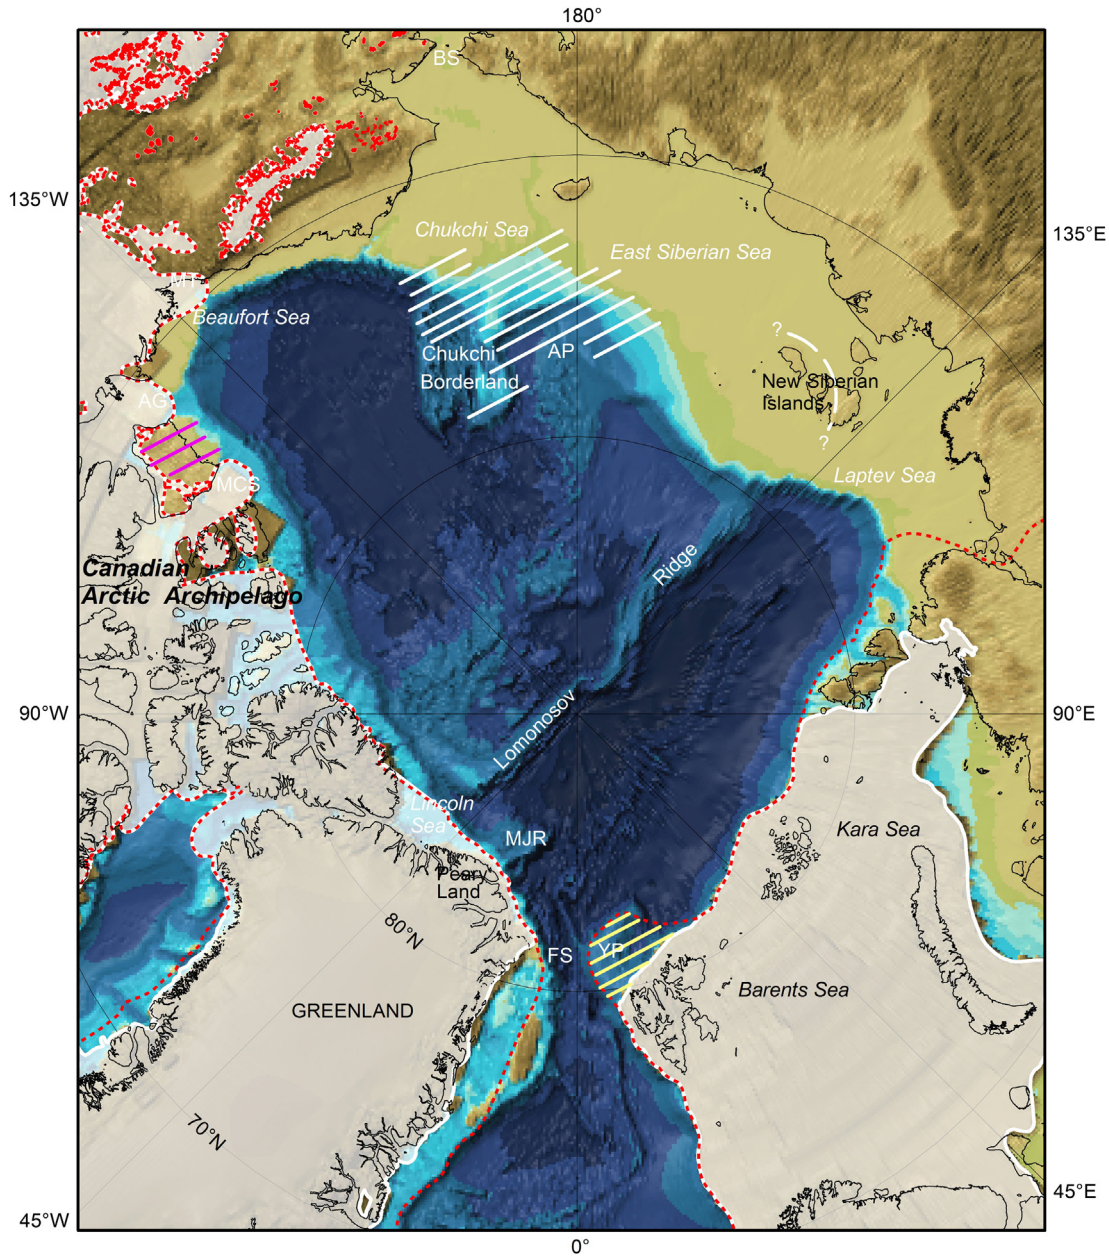 180°
BS
135°W
135°E
Chukchi Sea
East Siberian Sea
MT
Beaufort Sea
?
Chukchi
AP
Borderland
New Siberian
Islands
AG
?
MCS
Laptev Sea
Ridge
Canadian
Arctic Archipelago
90°W
Lomonosov
90°E
Lincoln
Sea
MJR
Kara Sea
Peary
Land
80°N
FS
YP
Barents Sea
GREENLAND
70°N
45°W
45°E
0°